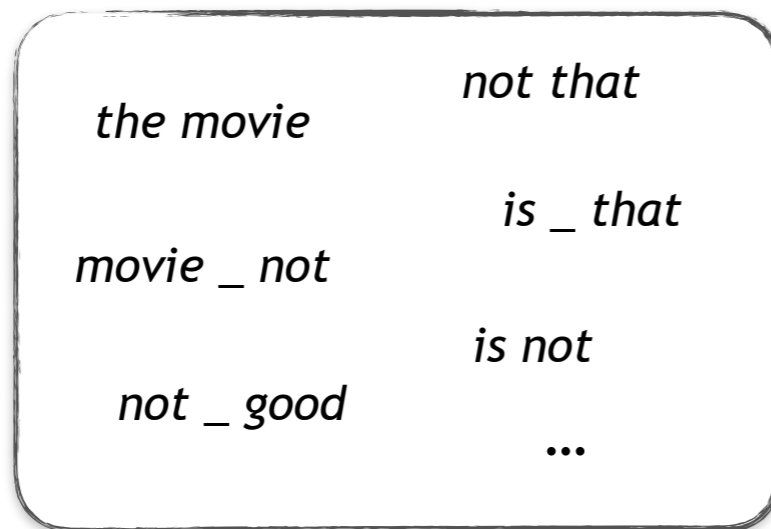 not that
the movie
is _ that
movie _ not
is not
not _ good
...